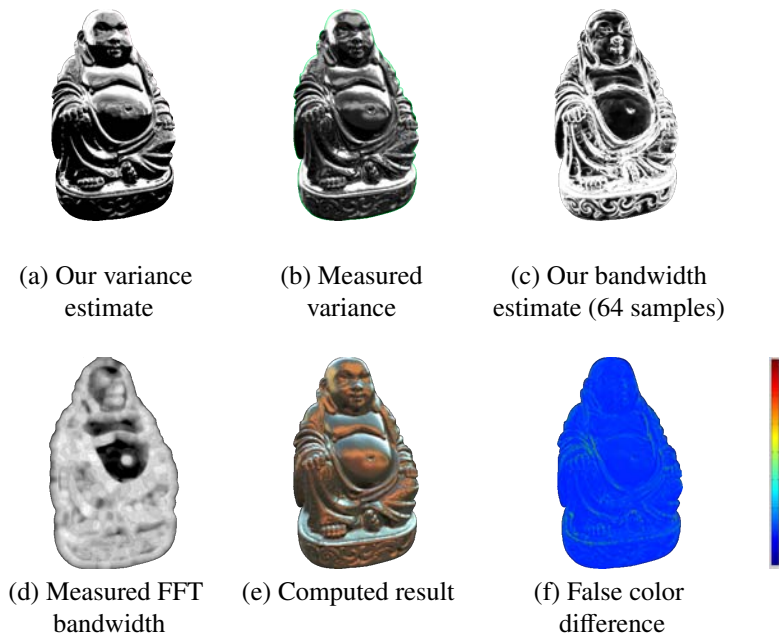 (a) Our variance
estimate
(b) Measured
variance
(c) Our bandwidth
estimate (64 samples)
(d) Measured FFT
bandwidth
(e) Computed result
(f) False color
difference